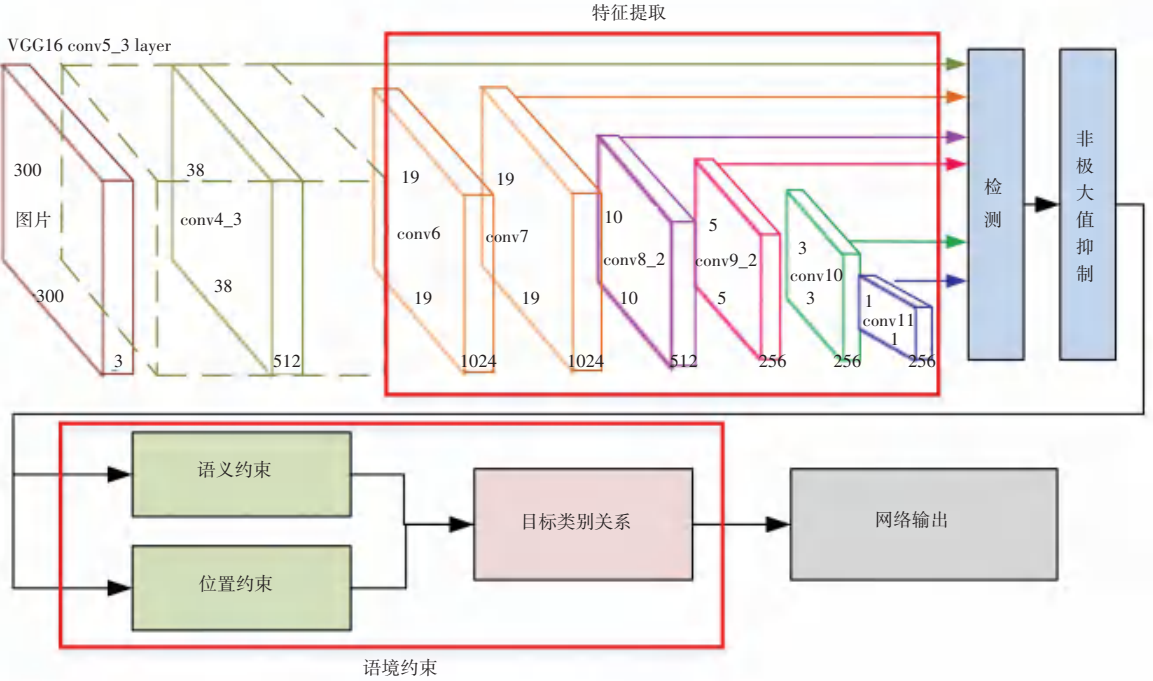 特征提取
VGG16 conv5_3 layer
300
图片
300
3
38
conv4_3
38
512
19
conv6
19
1024
19
conv7
19
1024
10
conv8_2
10
512
5
conv9_2
5
256
3
conv10
3
256
1
conv11
1
256
检测
非极大值抑制
语义约束
位置约束
目标类别关系
网络输出
语境约束